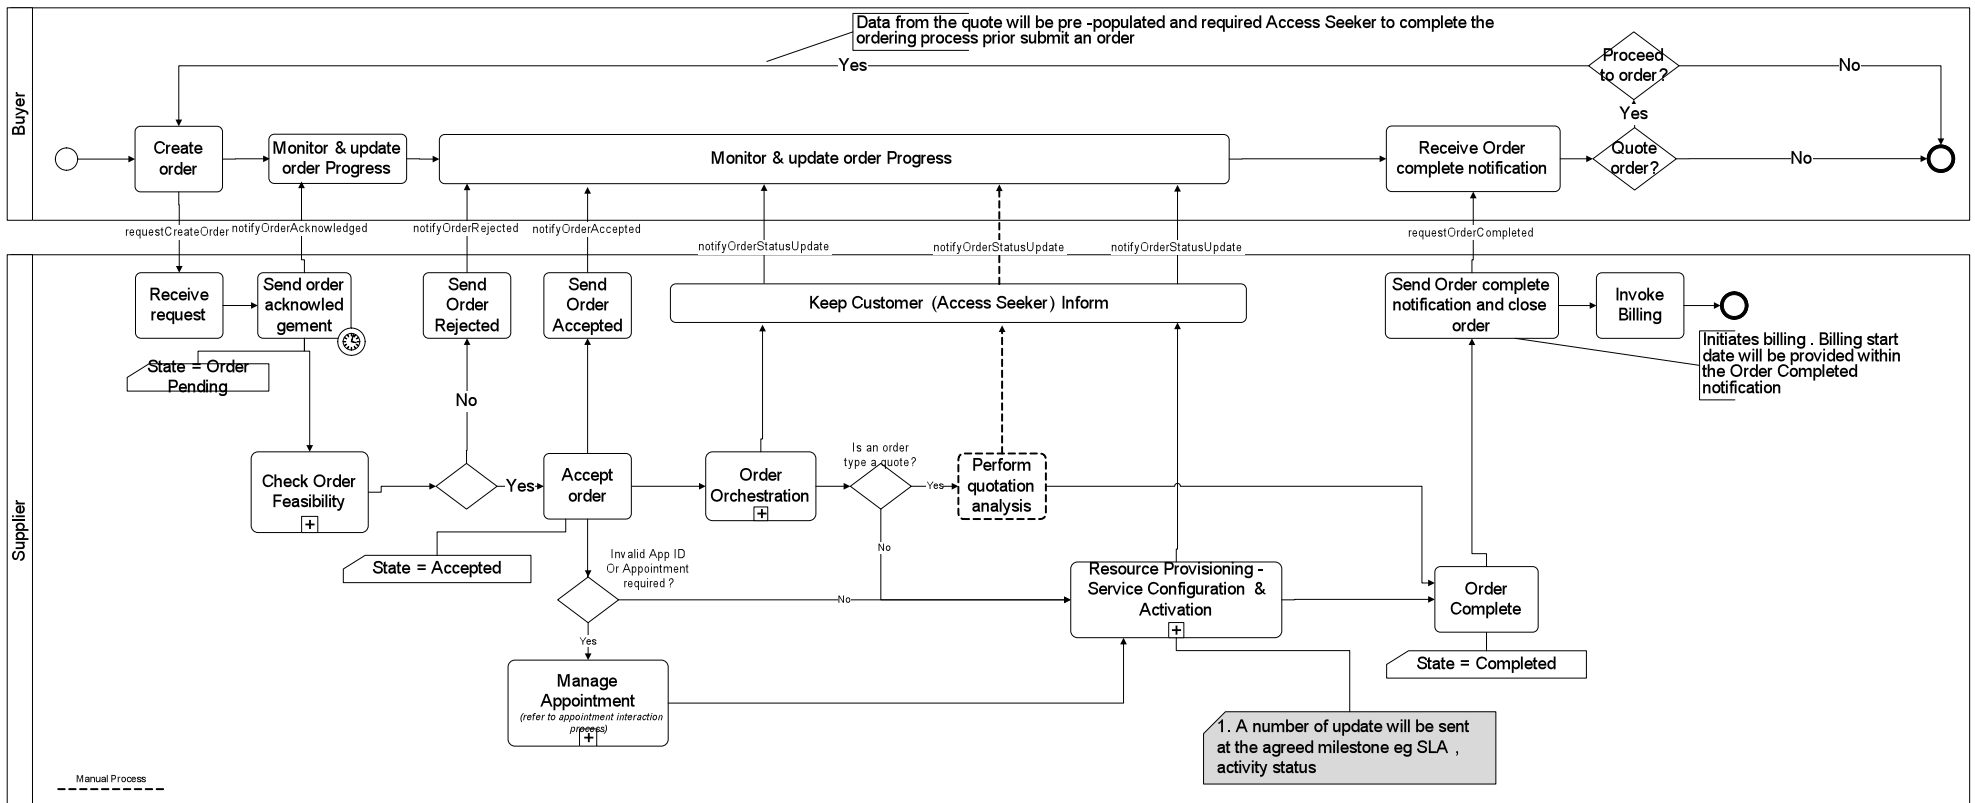 Buyer
Data from the quote will be pre -populated and required Access Seeker to complete the
ordering process prior submit an order
Yes
Proceed
to order?
No
Yes
Create
order
Monitor & update
order Progress
Monitor & update order Progress
Receive Order
complete notification
Quote
order?
No
requestCreateOrder
notifyOrderAcknowledged
notifyOrderRejected
notifyOrderAccepted
notifyOrderStatusUpdate
notifyOrderStatusUpdate
notifyOrderStatusUpdate
requestOrderCompleted
Supplier
Receive
request
Send order
acknowled
gement
Send
Order
Rejected
Send
Order
Accepted
Keep Customer (Access Seeker) Inform
Send Order complete
notification and close
order
Invoke
Billing
Initiates billing . Billing start
date will be provided within
the Order Completed
notification
State = Order
Pending
No
Check Order
Feasibility
Yes
Accept
order
Order
Orchestration
Is an order
type a quote?
Yes
Perform
quotation
analysis
No
State = Accepted
Invalid App ID
Or Appointment
required ?
No
Yes
Resource Provisioning -
Service Configuration &
Activation
Order
Complete
State = Completed
Manage
Appointment
(refer to appointment interaction
process)
1. A number of update will be sent
at the agreed milestone eg SLA ,
activity status
Manual Process